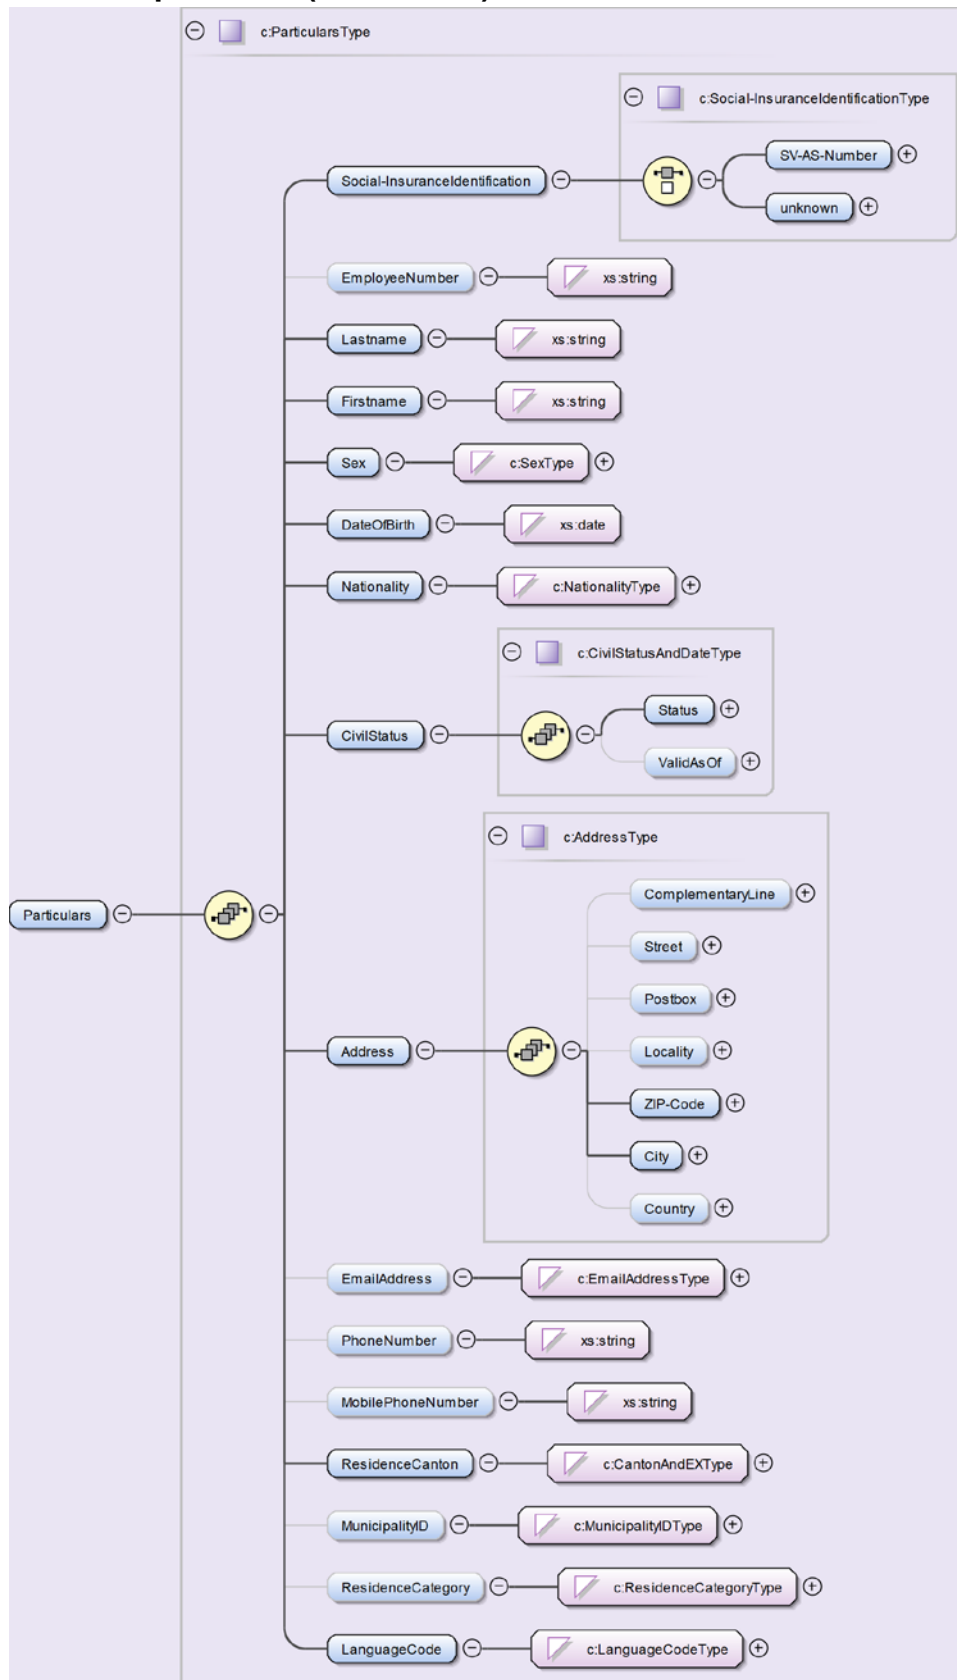 c:ParticularsType
c:Social-InsuranceIdentificationType
SV-AS-Number
Social-InsuranceIdentification
unknown
EmployeeNumber xs:string
Lastname xs:string
Firstname xs:string
Sex c:SexType
DateOfBirth xs:date
Nationality c:NationalityType
c:CivilStatusAndDateType
Status
CivilStatus
ValidAsOf
c:AddressType
ComplementaryLine
Particulars
Street
Postbox
Address
Locality
ZIP-Code
City
Country
EmailAddress c:EmailAddressType
PhoneNumber xs:string
MobilePhoneNumber xs:string
ResidenceCanton c:CantonAndEXType
MunicipalityID c:MunicipalityIDType
ResidenceCategory c:ResidenceCategoryType
LanguageCode c:LanguageCodeType